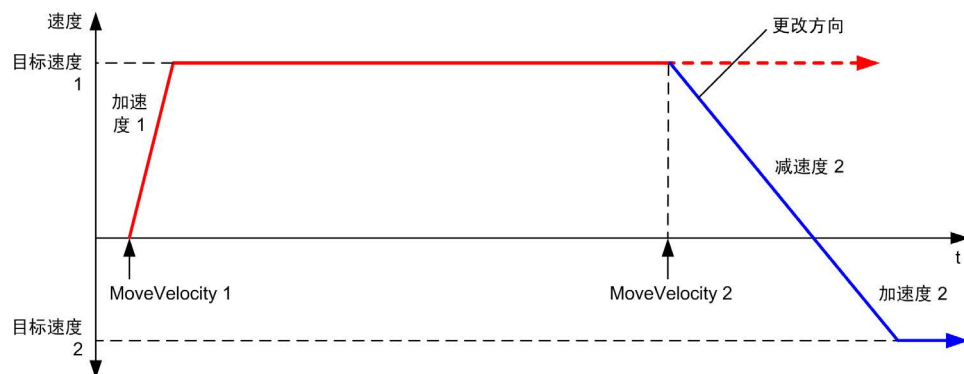 速度
更改方向
目标速度
1
加速
度 1
减速度 2
t
MoveVelocity 1
MoveVelocity 2
加速度 2
目标速度
2